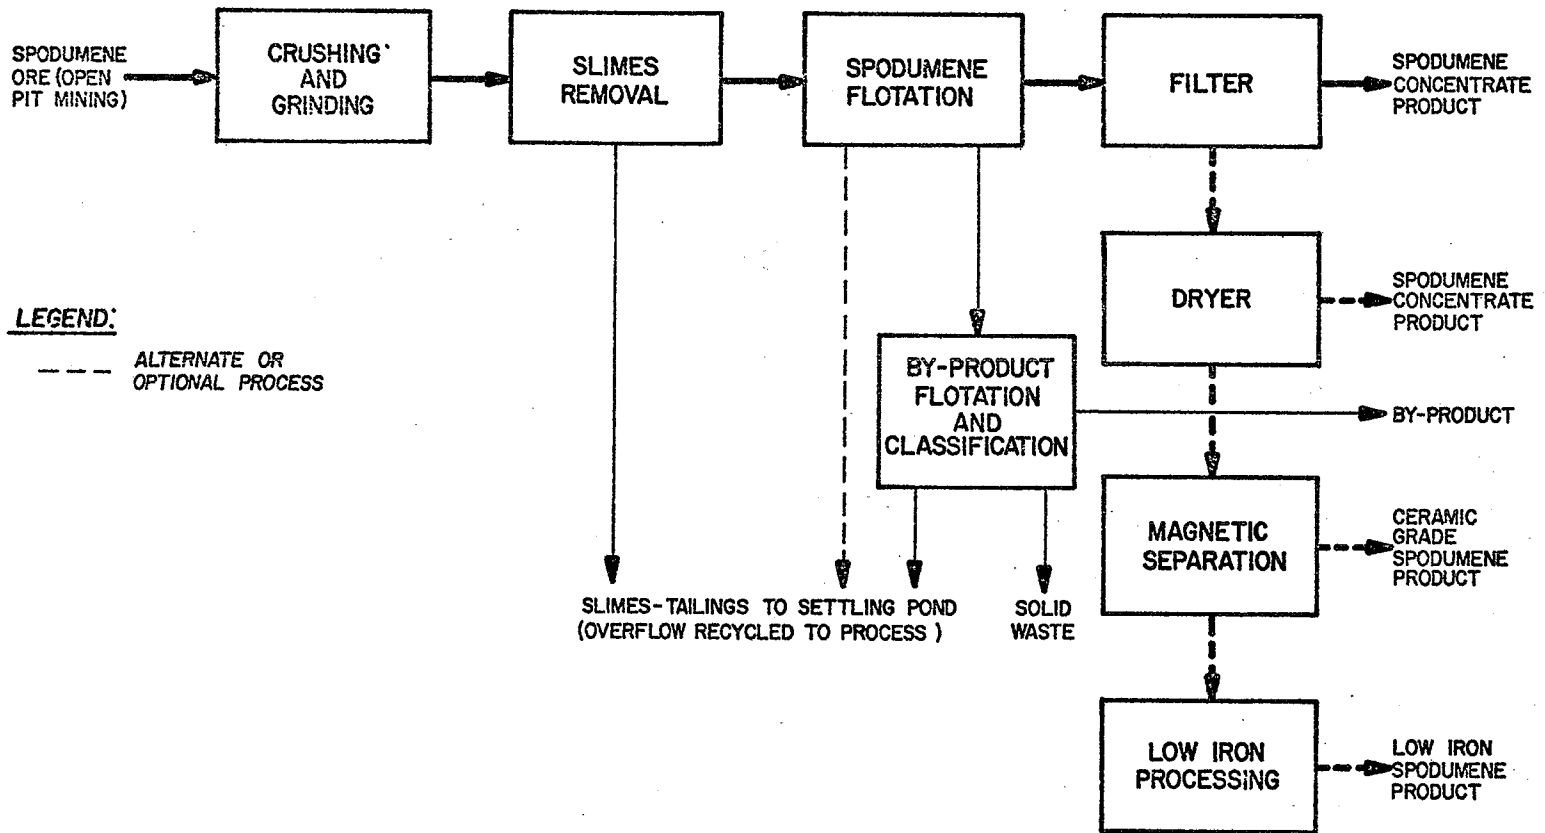 SPODUMENE
ORE (OPEN
PIT MINING)
CRUSHING
AND
GRINDING
SLIMES
REMOVAL
SPODUMENE
FLOTATION
FILTER
SPODUMENE
CONCENTRATE
PRODUCT
DRYER
SPODUMENE
CONCENTRATE
PRODUCT
LEGEND:
ALTERNATE OR
OPTIONAL PROCESS
BY-PRODUCT
FLOTATION
AND
CLASSIFICATION
BY-PRODUCT
MAGNETIC
SEPARATION
CERAMIC
GRADE
SPODUMENE
PRODUCT
SLIMES-TAILINGS TO SETTLING POND
(OVERFLOW RECYCLED TO PROCESS )
SOLID
WASTE
LOW IRON
PROCESSING
LOW IRON
SPODUMENE
PRODUCT